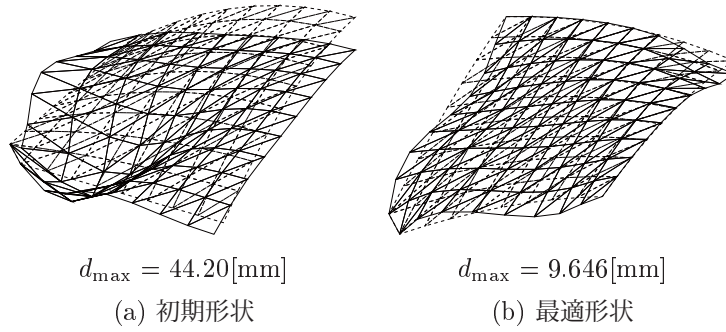 d_max = 44.20[mm]
(a) 初期形状
d_max = 9.646[mm]
(b) 最適形状